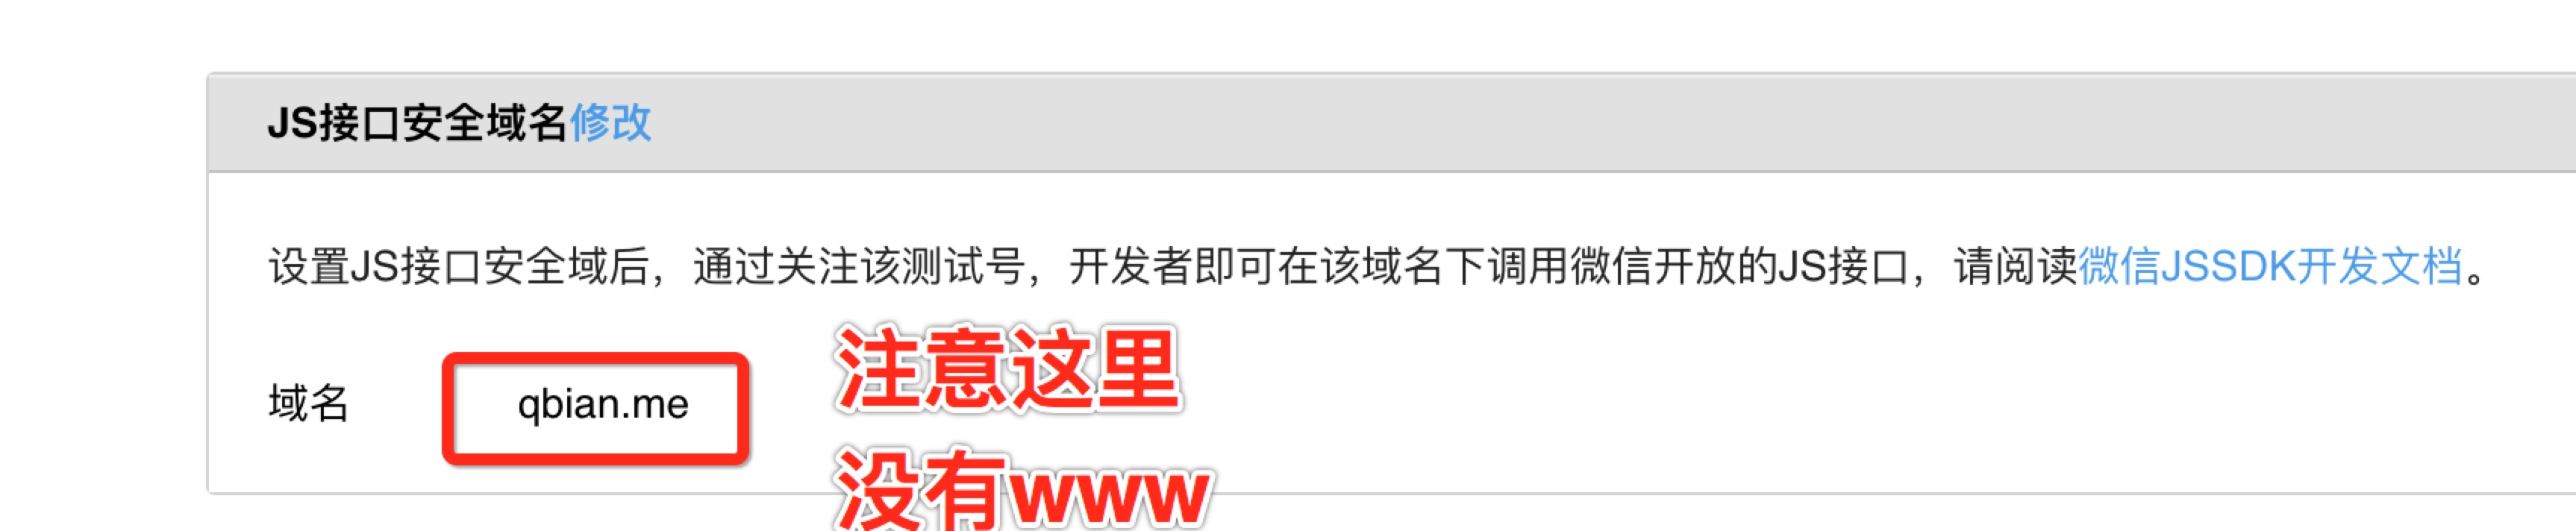 JS接口安全域名修改
设置JS接口安全域后，通过关注该测试号，开发者即可在该域名下调用微信开放的JS接口，请阅读微信JSSDK开发文档。
域名 qbian.me
注意这里
没有www